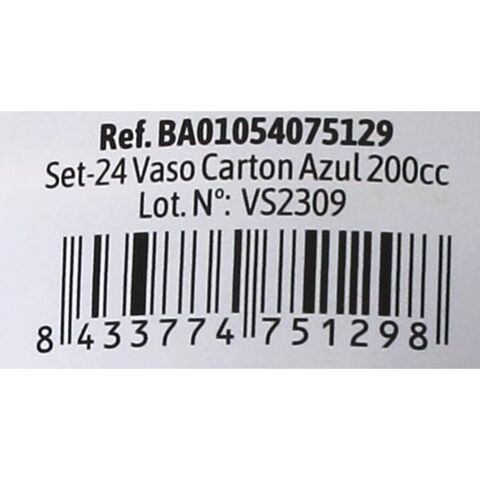 Ref. BA01054075129
Set-24 Vaso Carton Azul 200cc
Lot. Nº: VS2309
8 433774 751298